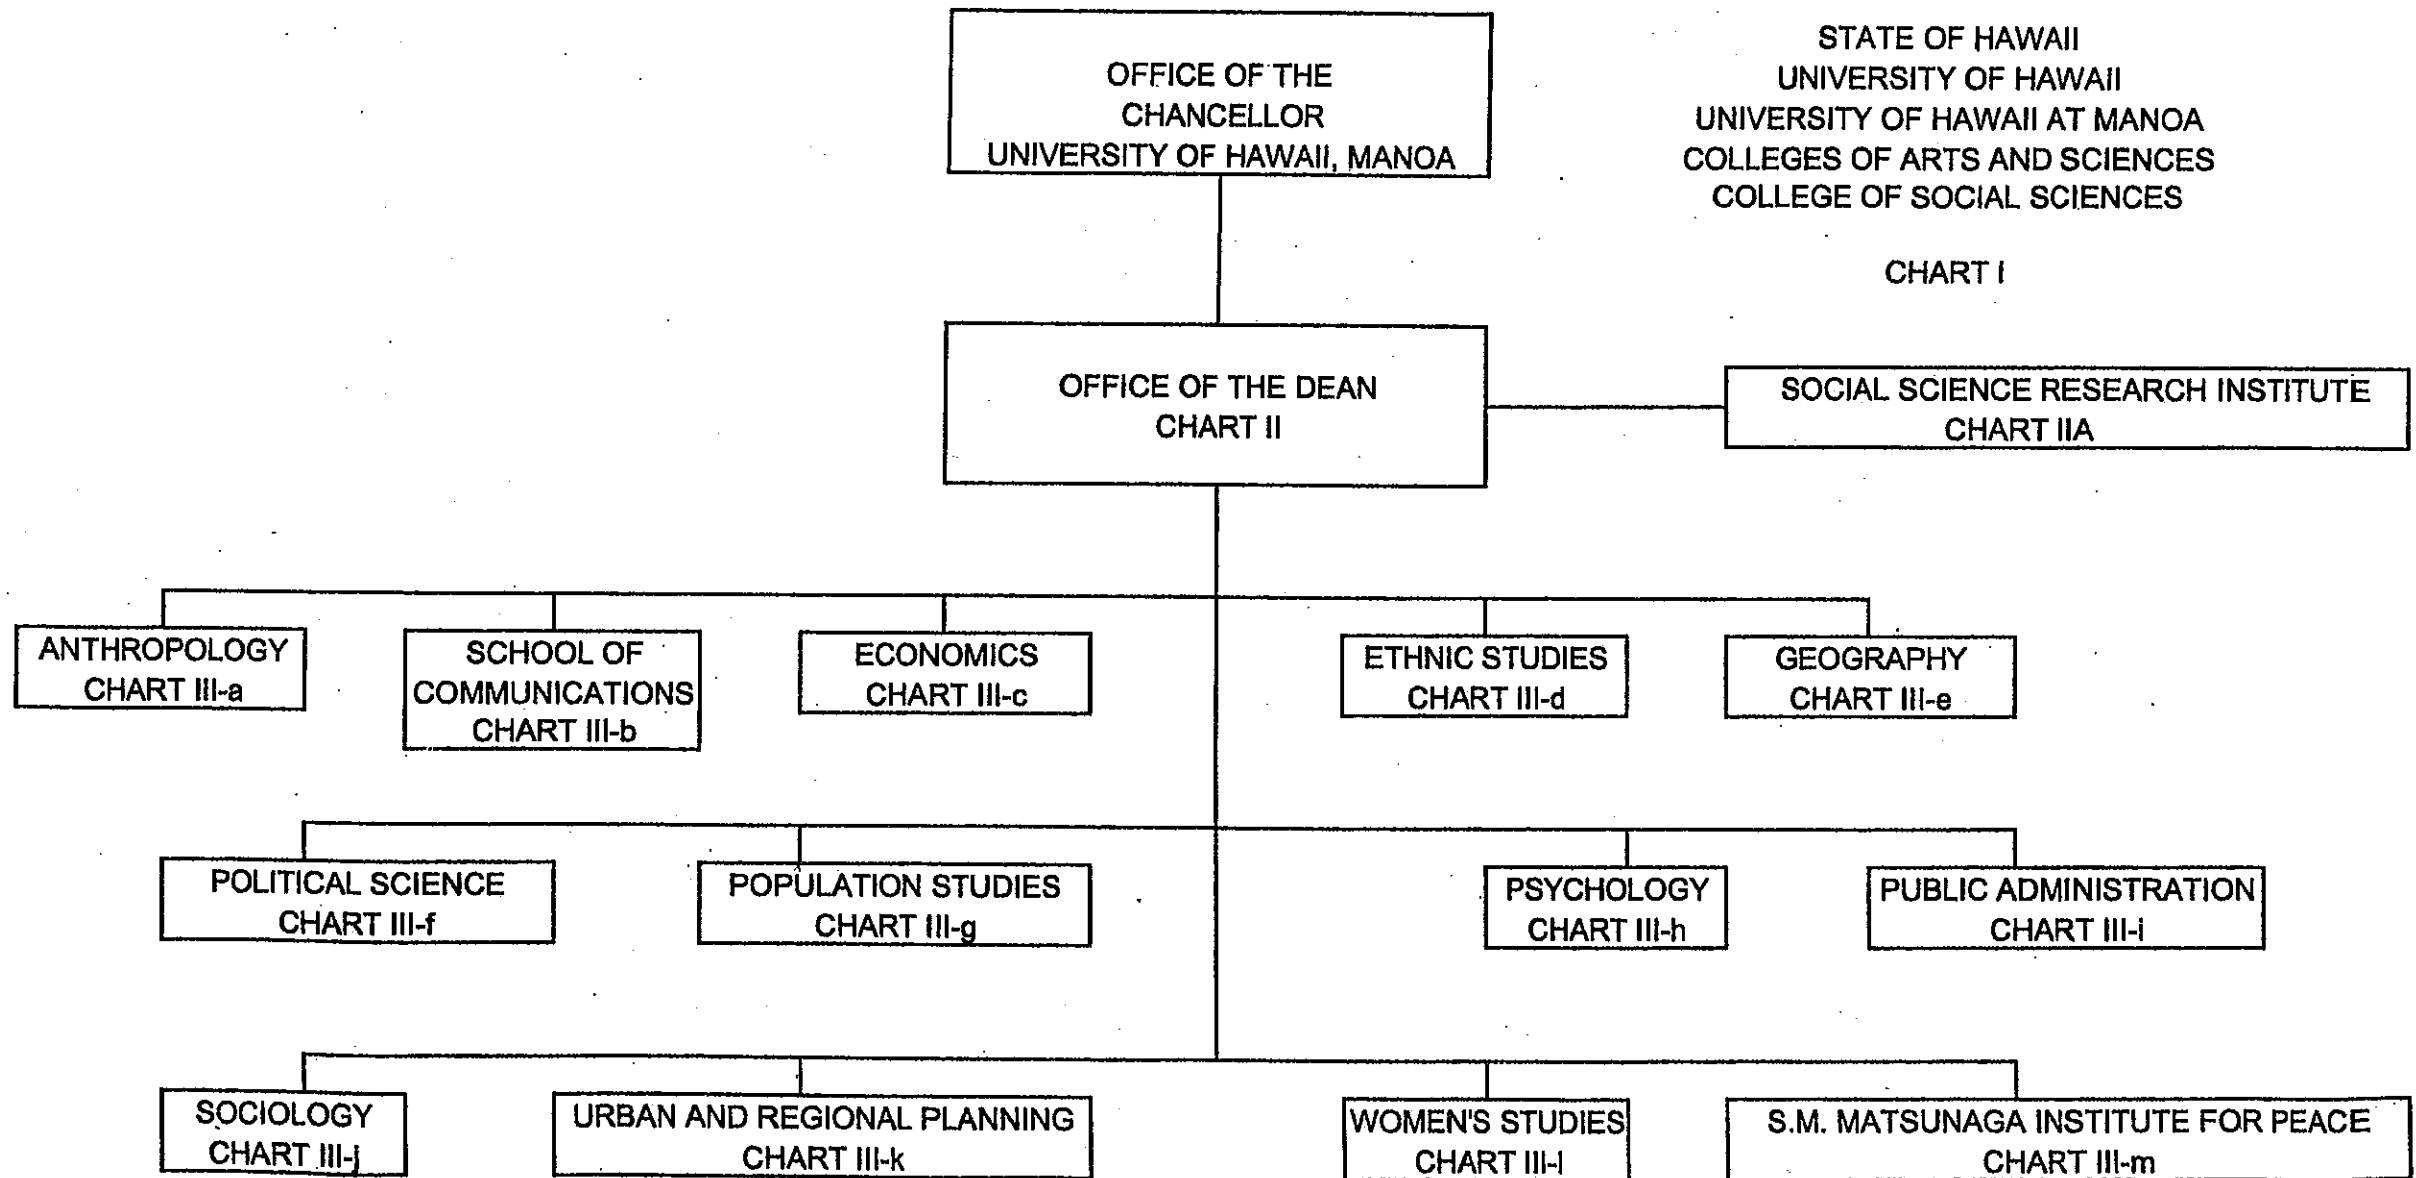 OFFICE OF THE
CHANCELLOR
UNIVERSITY OF HAWAII, MANOA
STATE OF HAWAII
UNIVERSITY OF HAWAII
UNIVERSITY OF HAWAII AT MANOA
COLLEGES OF ARTS AND SCIENCES
COLLEGE OF SOCIAL SCIENCES
CHART I
OFFICE OF THE DEAN
CHART II
SOCIAL SCIENCE RESEARCH INSTITUTE
CHART IIA
ANTHROPOLOGY
CHART III-a
SCHOOL OF
COMMUNICATIONS
CHART III-b
ECONOMICS
CHART III-c
ETHNIC STUDIES
CHART III-d
GEOGRAPHY
CHART III-e
POLITICAL SCIENCE
CHART III-f
POPULATION STUDIES
CHART III-g
PSYCHOLOGY
CHART III-h
PUBLIC ADMINISTRATION
CHART III-i
SOCIOLOGY
CHART III-j
URBAN AND REGIONAL PLANNING
CHART III-k
WOMEN'S STUDIES
CHART III-l
S.M. MATSUNAGA INSTITUTE FOR PEACE
CHART III-m